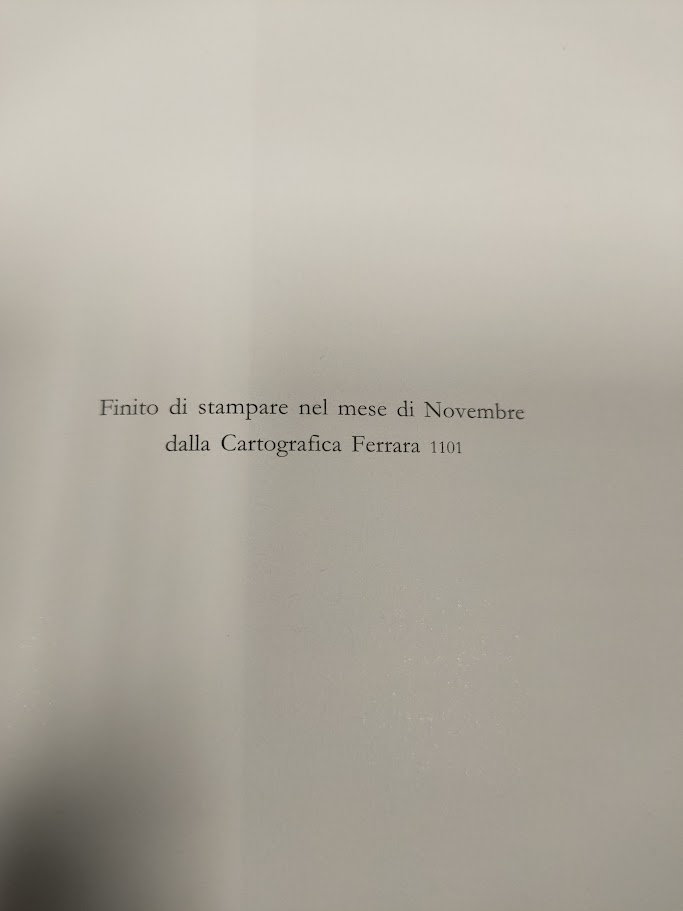 Finito di stampare nel mese di Novembre
dalla Cartografica Ferrara 1101